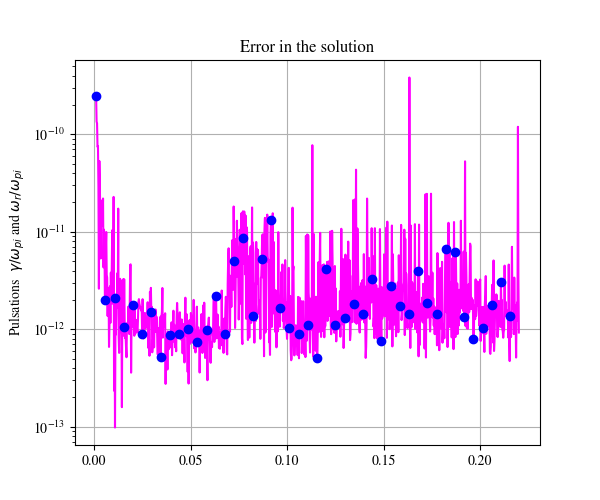 Error in the solution
Pulsations γ/ω_pi and ω_r/ω_pi
10⁻¹⁰
10⁻¹¹
10⁻¹²
10⁻¹³
0.00 0.05 0.10 0.15 0.20